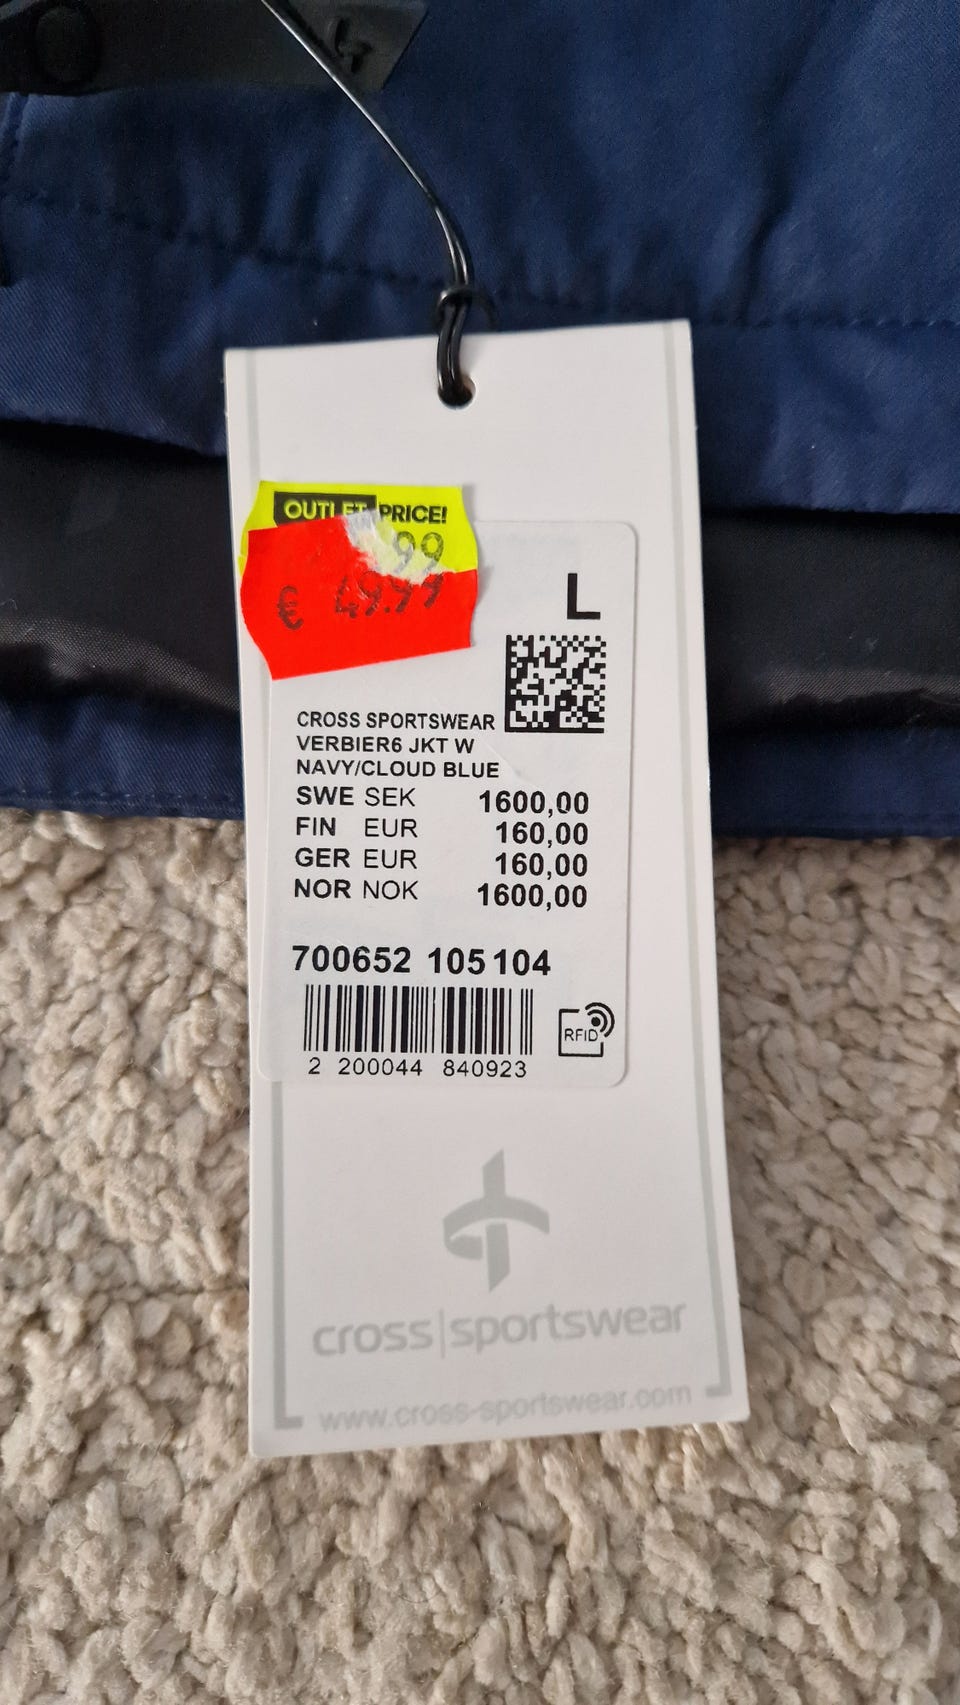 OUTLET PRICE!
99
€ 49.99
L
CROSS SPORTSWEAR
VERBIER6 JKT W
NAVY/CLOUD BLUE
SWE SEK 1600,00
FIN EUR 160,00
GER EUR 160,00
NOR NOK 1600,00
700652 105104
2 200044 840923
RFID
cross|sportswear
www.cross-sportswear.com